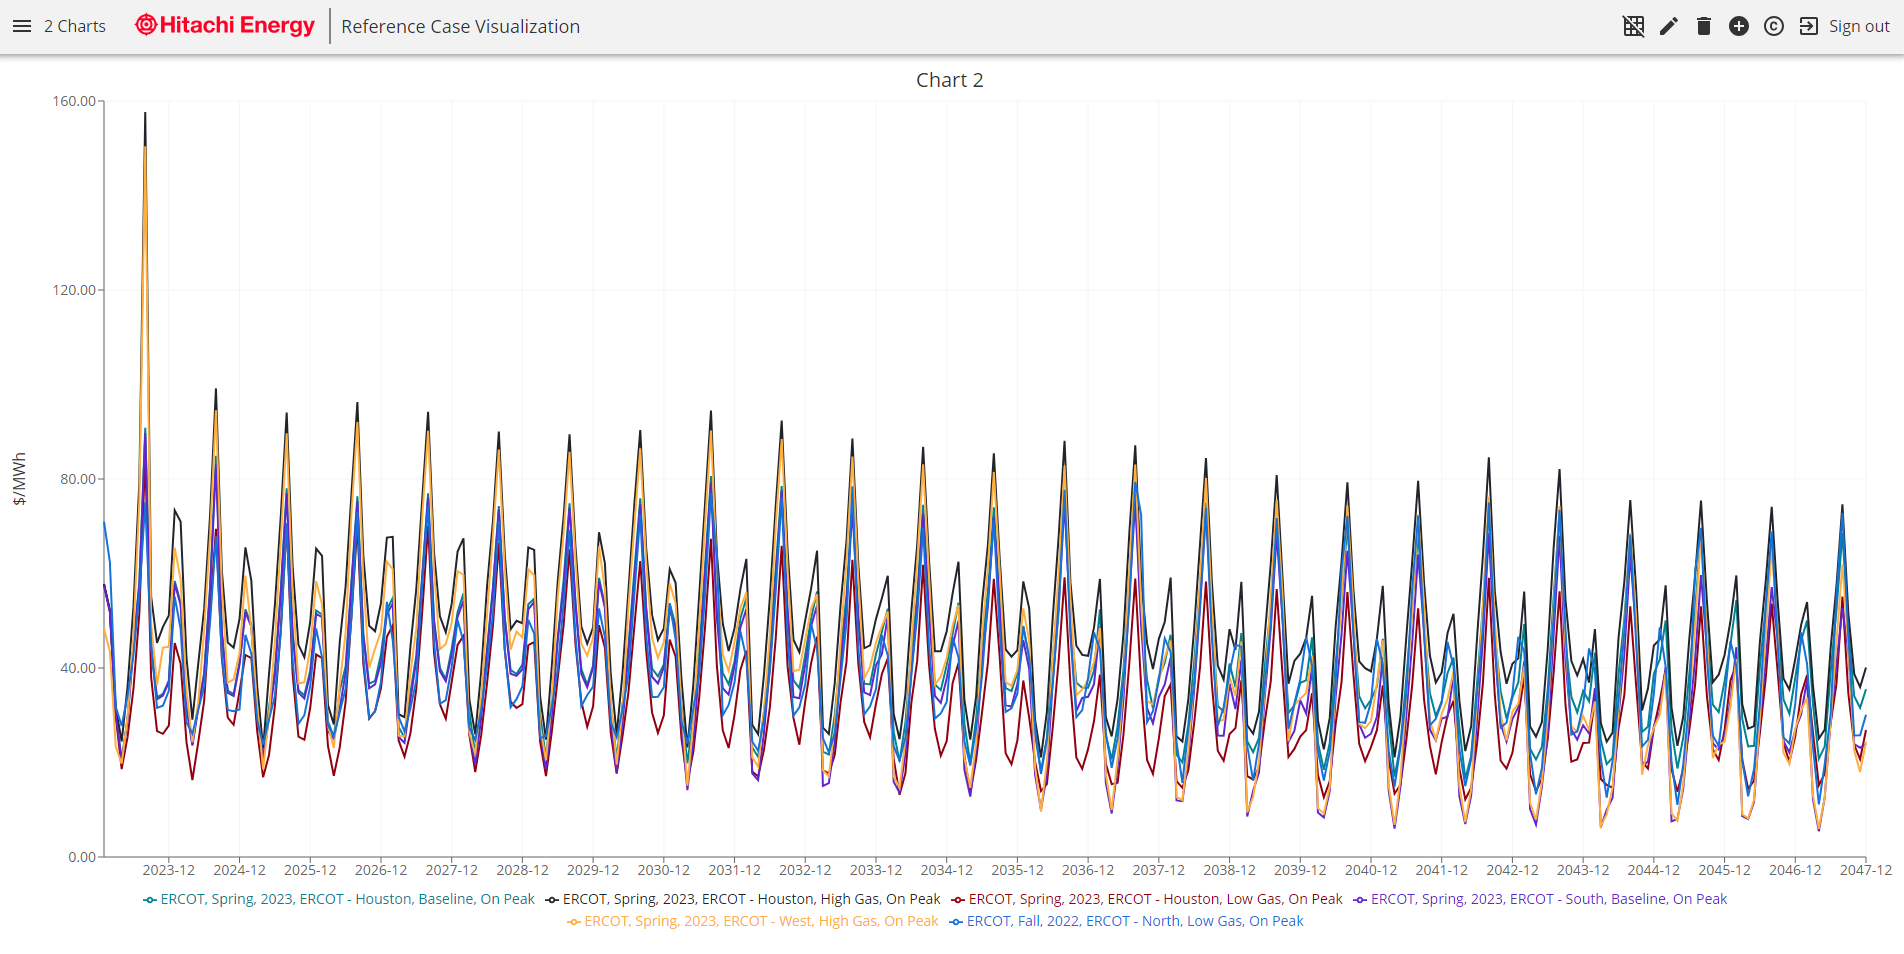 2 Charts Hitachi Energy Reference Case Visualization Sign out
Chart 2
160.00
120.00
80.00
40.00
0.00
$/MWh
2023-12 2024-12 2025-12 2026-12 2027-12 2028-12 2029-12 2030-12 2031-12 2032-12 2033-12 2034-12 2035-12 2036-12 2037-12 2038-12 2039-12 2040-12 2041-12 2042-12 2043-12 2044-12 2045-12 2046-12 2047-12
ERCOT, Spring, 2023, ERCOT - Houston, Baseline, On Peak ERCOT, Spring, 2023, ERCOT - Houston, High Gas, On Peak ERCOT, Spring, 2023, ERCOT - Houston, Low Gas, On Peak ERCOT, Spring, 2023, ERCOT - South, Baseline, On Peak
ERCOT, Spring, 2023, ERCOT - West, High Gas, On Peak ERCOT, Fall, 2022, ERCOT - North, Low Gas, On Peak